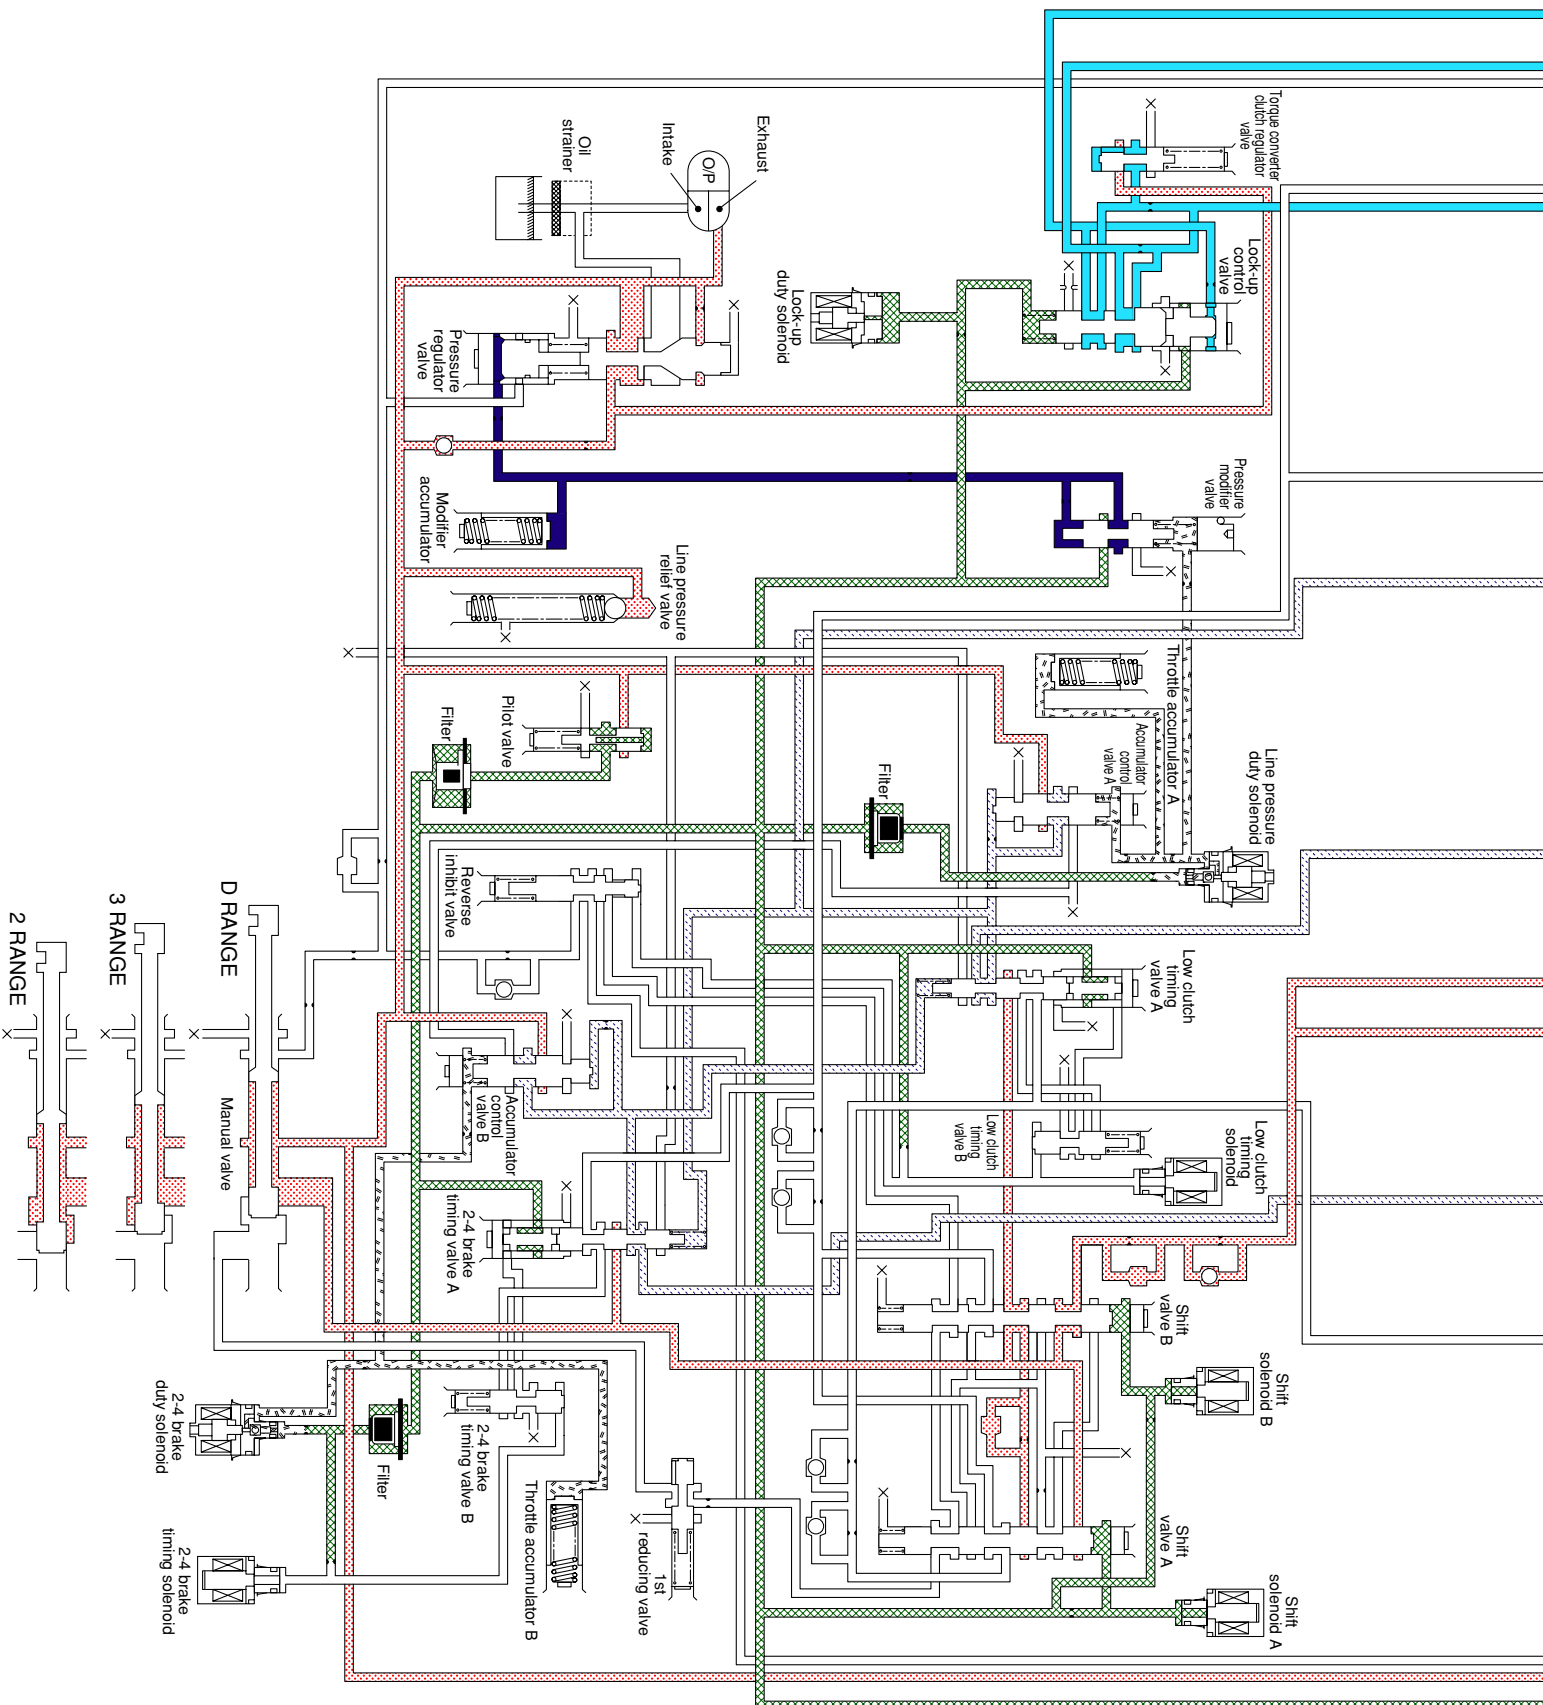 Torque converter
clutch regulator
valve
Lock-up
control
valve
Exhaust
Intake
O/P
Oil
strainer
Lock-up
duty solenoid
Pressure
regulator
valve
Pressure
modifier
valve
Modifier
accumulator
Line pressure
relief valve
Throttle accumulator A
Pilot valve
Filter
Accumulator
control
valve A
Line pressure
duty solenoid
Filter
Reverse
inhibit valve
Low clutch
timing
valve A
D RANGE
3 RANGE
2 RANGE
Manual valve
Accumulator
control
valve B
Low clutch
timing
valve B
Low clutch
timing
solenoid
2-4 brake
timing valve A
Shift
valve B
Shift
solenoid B
2-4 brake
duty solenoid
Filter
2-4 brake
timing valve B
Throttle accumulator B
1st
reducing valve
Shift
valve A
2-4 brake
timing solenoid
Shift
solenoid A